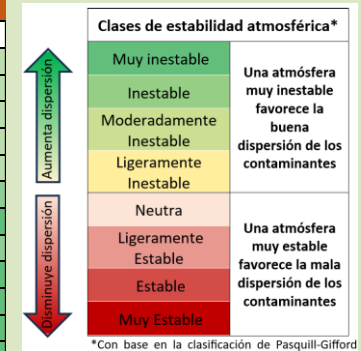 Clases de estabilidad atmosférica*
Aumenta dispersión
Muy inestable
Inestable
Moderadamente
Inestable
Ligeramente
Inestable
Una atmósfera
muy inestable
favorece la
buena
dispersión de los
contaminantes
Disminuye dispersión
Neutra
Ligeramente
Estable
Estable
Muy Estable
Una atmósfera
muy estable
favorece la mala
dispersión de los
contaminantes
*Con base en la clasificación de Pasquill-Gifford